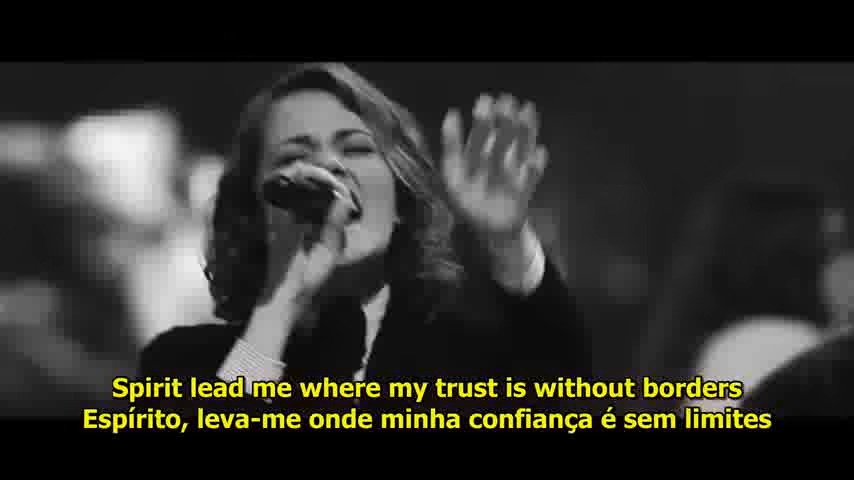 Spirit lead me where my trust is without borders
Espírito, leva-me onde minha confiança é sem limites